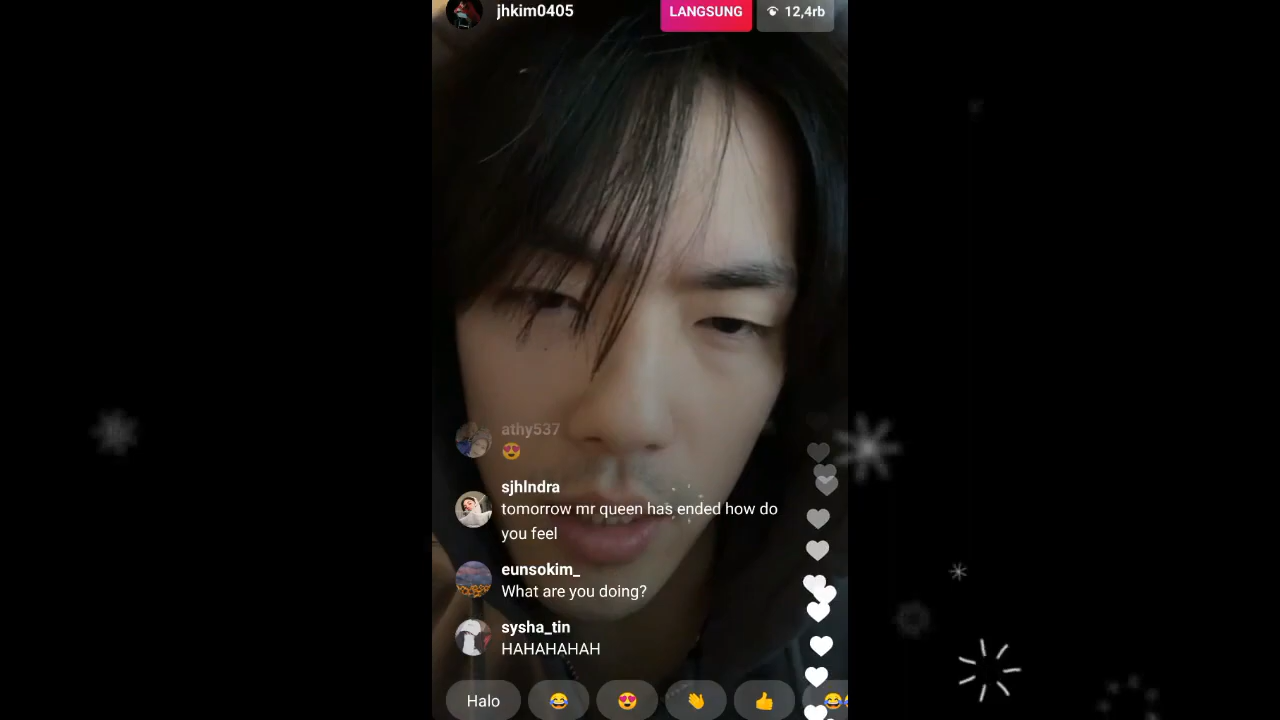 jhkim0405
LANGSUNG
12,4rb
athy537
😍
sjhlndra
tomorrow mr queen has ended how do
you feel
eunsokim_
What are you doing?
sysha_tin
HAHAHAHAH
Halo